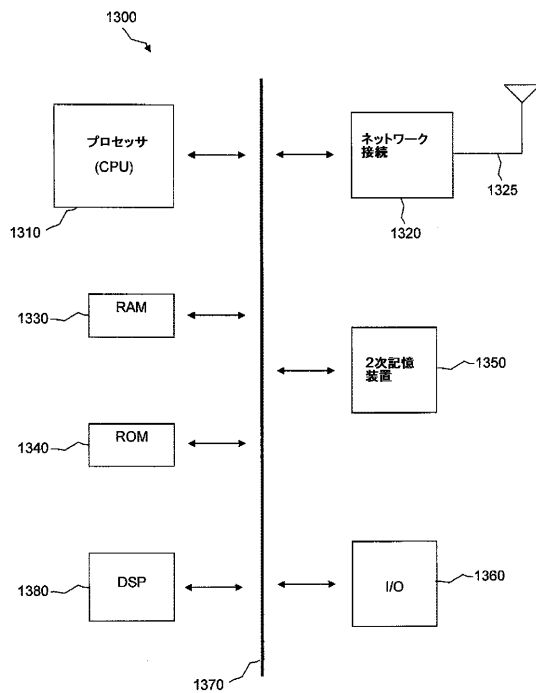 1300
プロセッサ
(CPU)
1310
ネットワーク
接続
1325
1320
RAM
1330
2次記憶
装置
1350
ROM
1340
DSP
1380
I/O
1360
1370